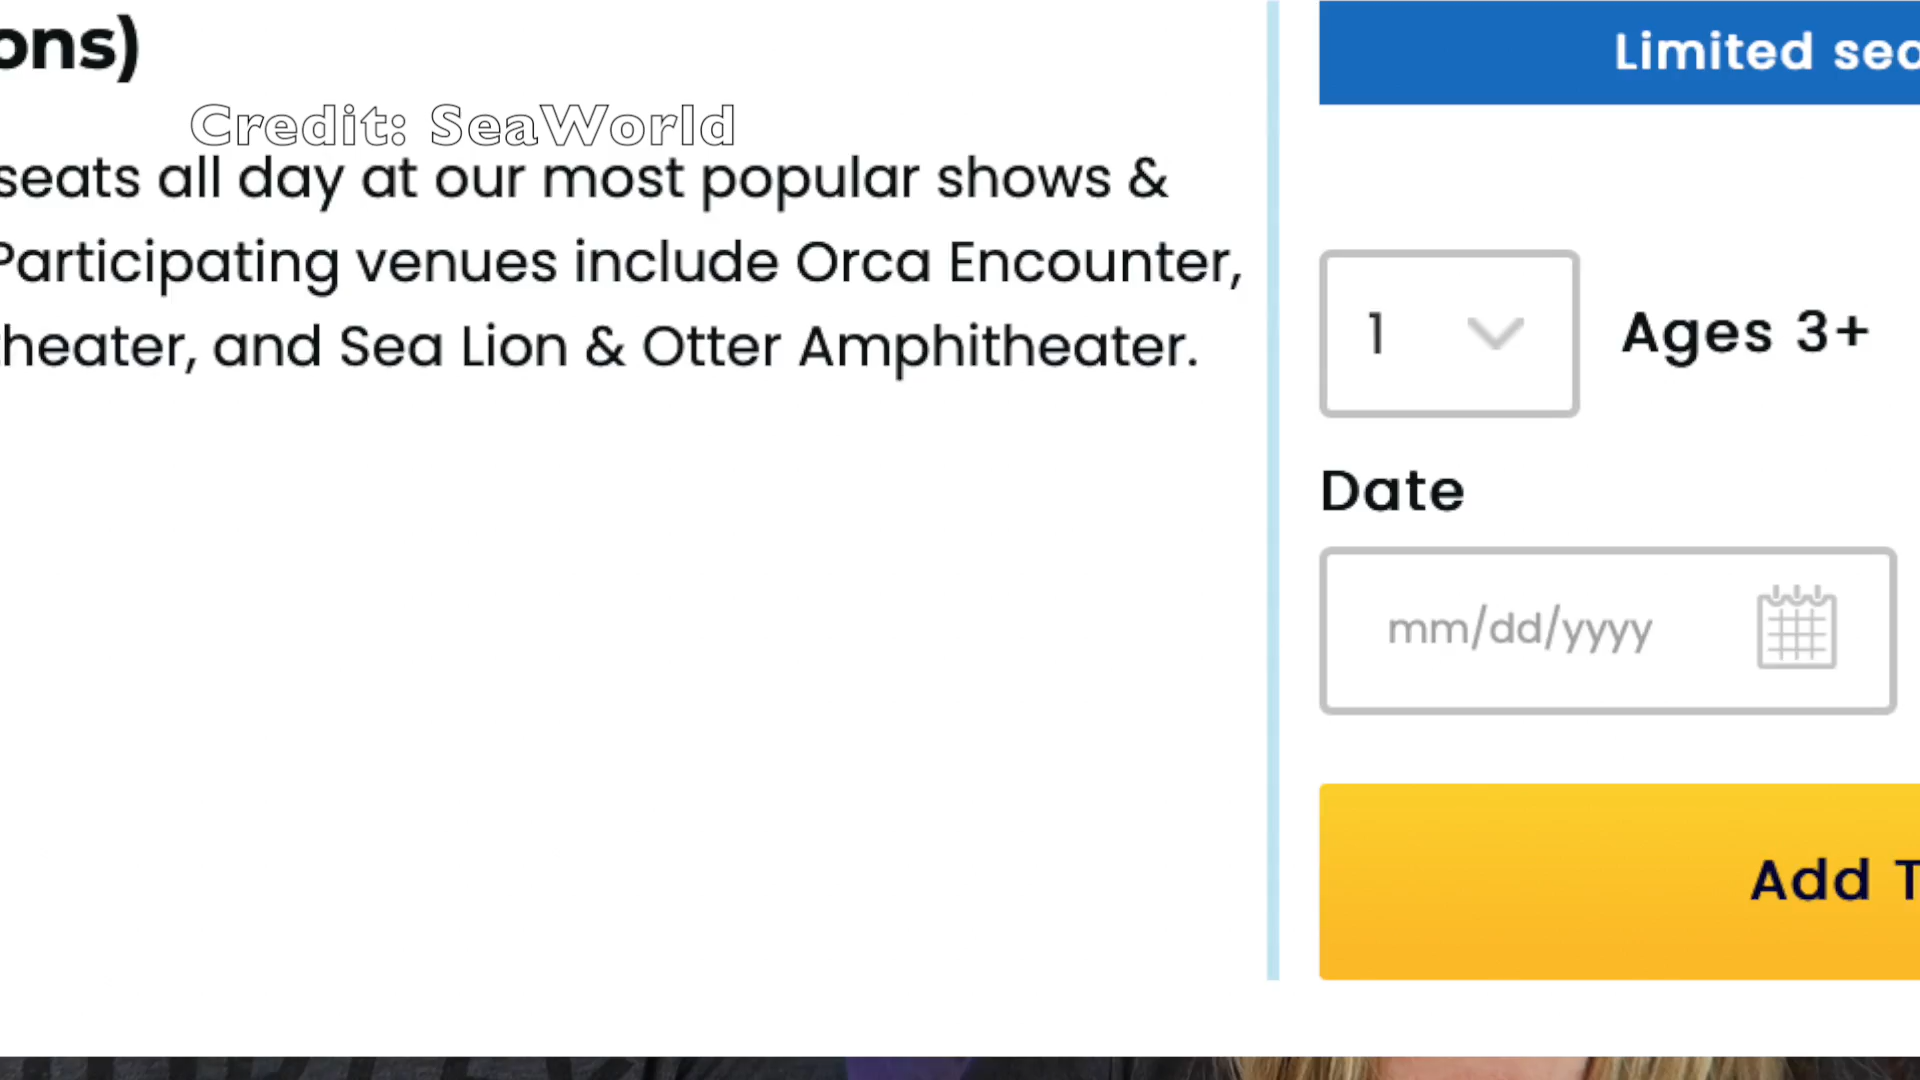 ons)
Credit: SeaWorld
seats all day at our most popular shows &
Participating venues include Orca Encounter,
theater, and Sea Lion & Otter Amphitheater.
Limited sea
1
Ages 3+
Date
mm/dd/yyyy
Add T